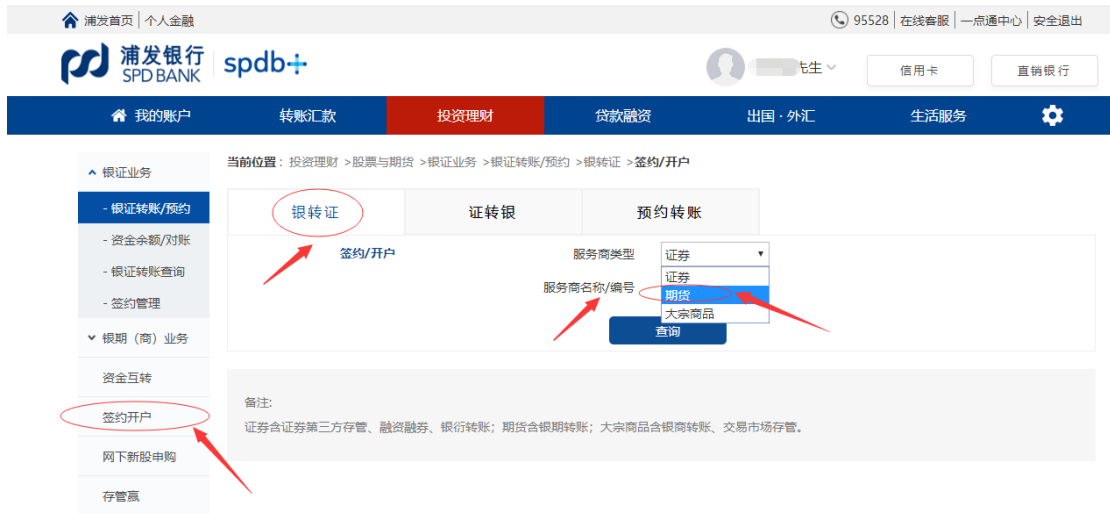 浦发首页 | 个人金融
95528 | 在线客服 | 一点通中心 | 安全退出
浦发银行
SPD BANK
spdb+
先生
信用卡
直销银行
我的账户
转账汇款
投资理财
贷款融资
出国 · 外汇
生活服务
银证业务
- 银证转账/预约
- 资金余额/对账
- 银证转账查询
- 签约管理
银期（商）业务
资金互转
签约开户
网下新股申购
存管赢
当前位置：投资理财 >股票与期货 >银证业务 >银证转账/预约 >银转证 >签约/开户
银转证
证转银
预约转账
签约/开户
服务商类型
证券
服务商名称/编号
证券
期货
大宗商品
查询
备注:
证券含证券第三方存管、融资融券、银衍转账；期货含银期转账；大宗商品含银商转账、交易市场存管。